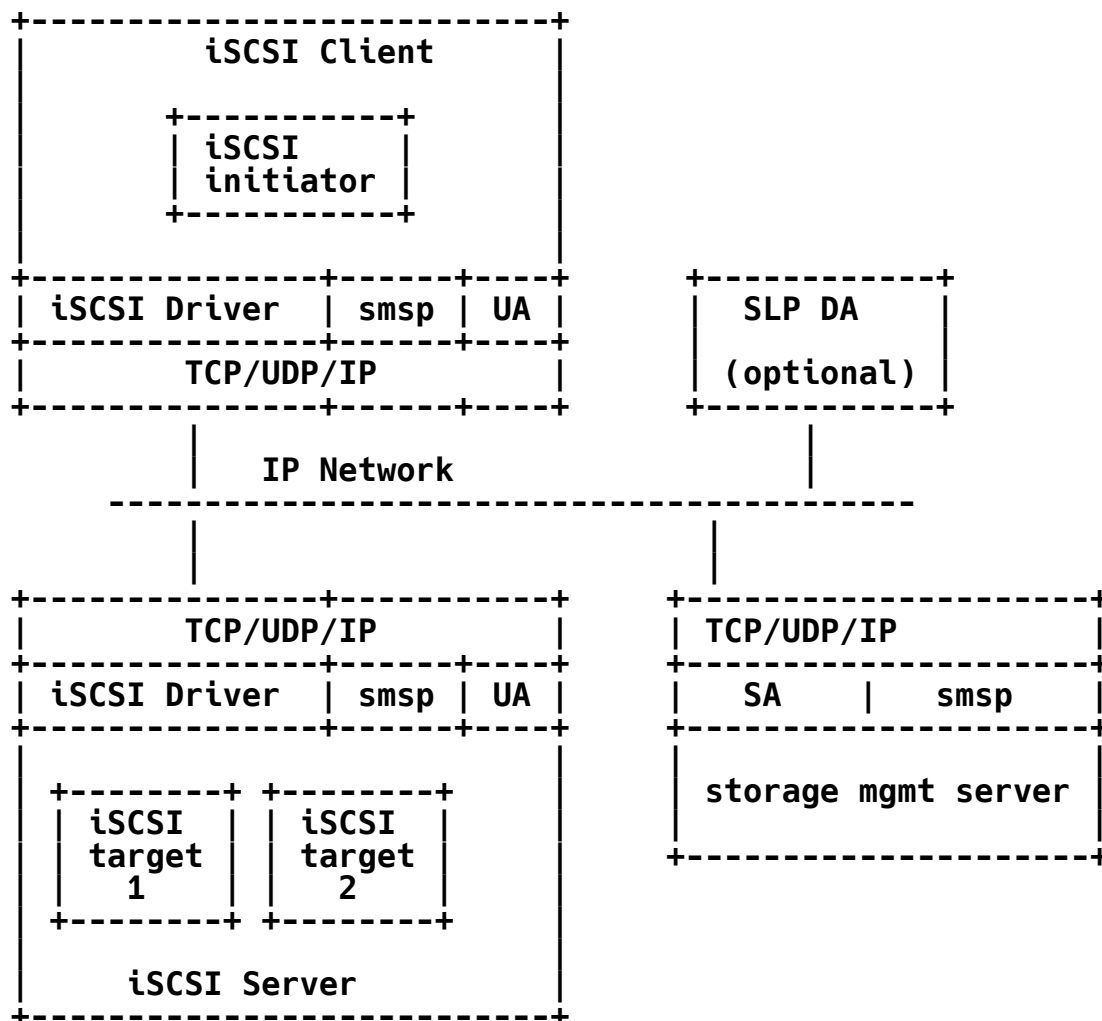 iSCSI Client
iSCSI
initiator
iSCSI Driver | smsp | UA
SLP DA
TCP/UDP/IP
(optional)
IP Network
TCP/UDP/IP
TCP/UDP/IP
iSCSI Driver | smsp | UA
SA | smsp
iSCSI
target
1
iSCSI
target
2
storage mgmt server
iSCSI Server